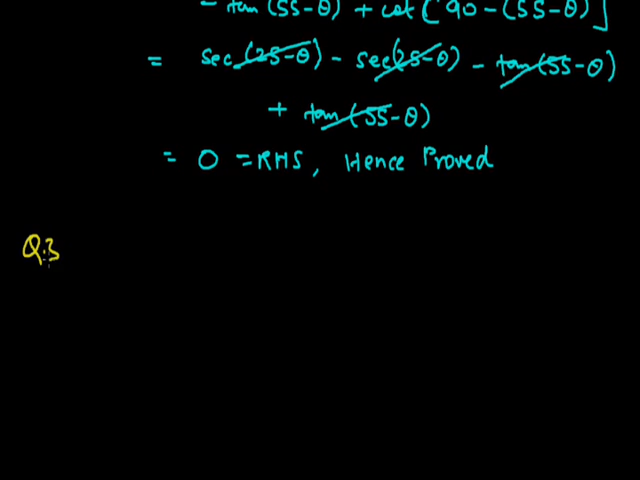 - tan (55-θ) + cot [90-(55-θ)]
= sec (25-θ) - sec(25-θ) - tan (55-θ)
+ tan (55-θ)
= 0 = RHS, Hence Proved
Q.3